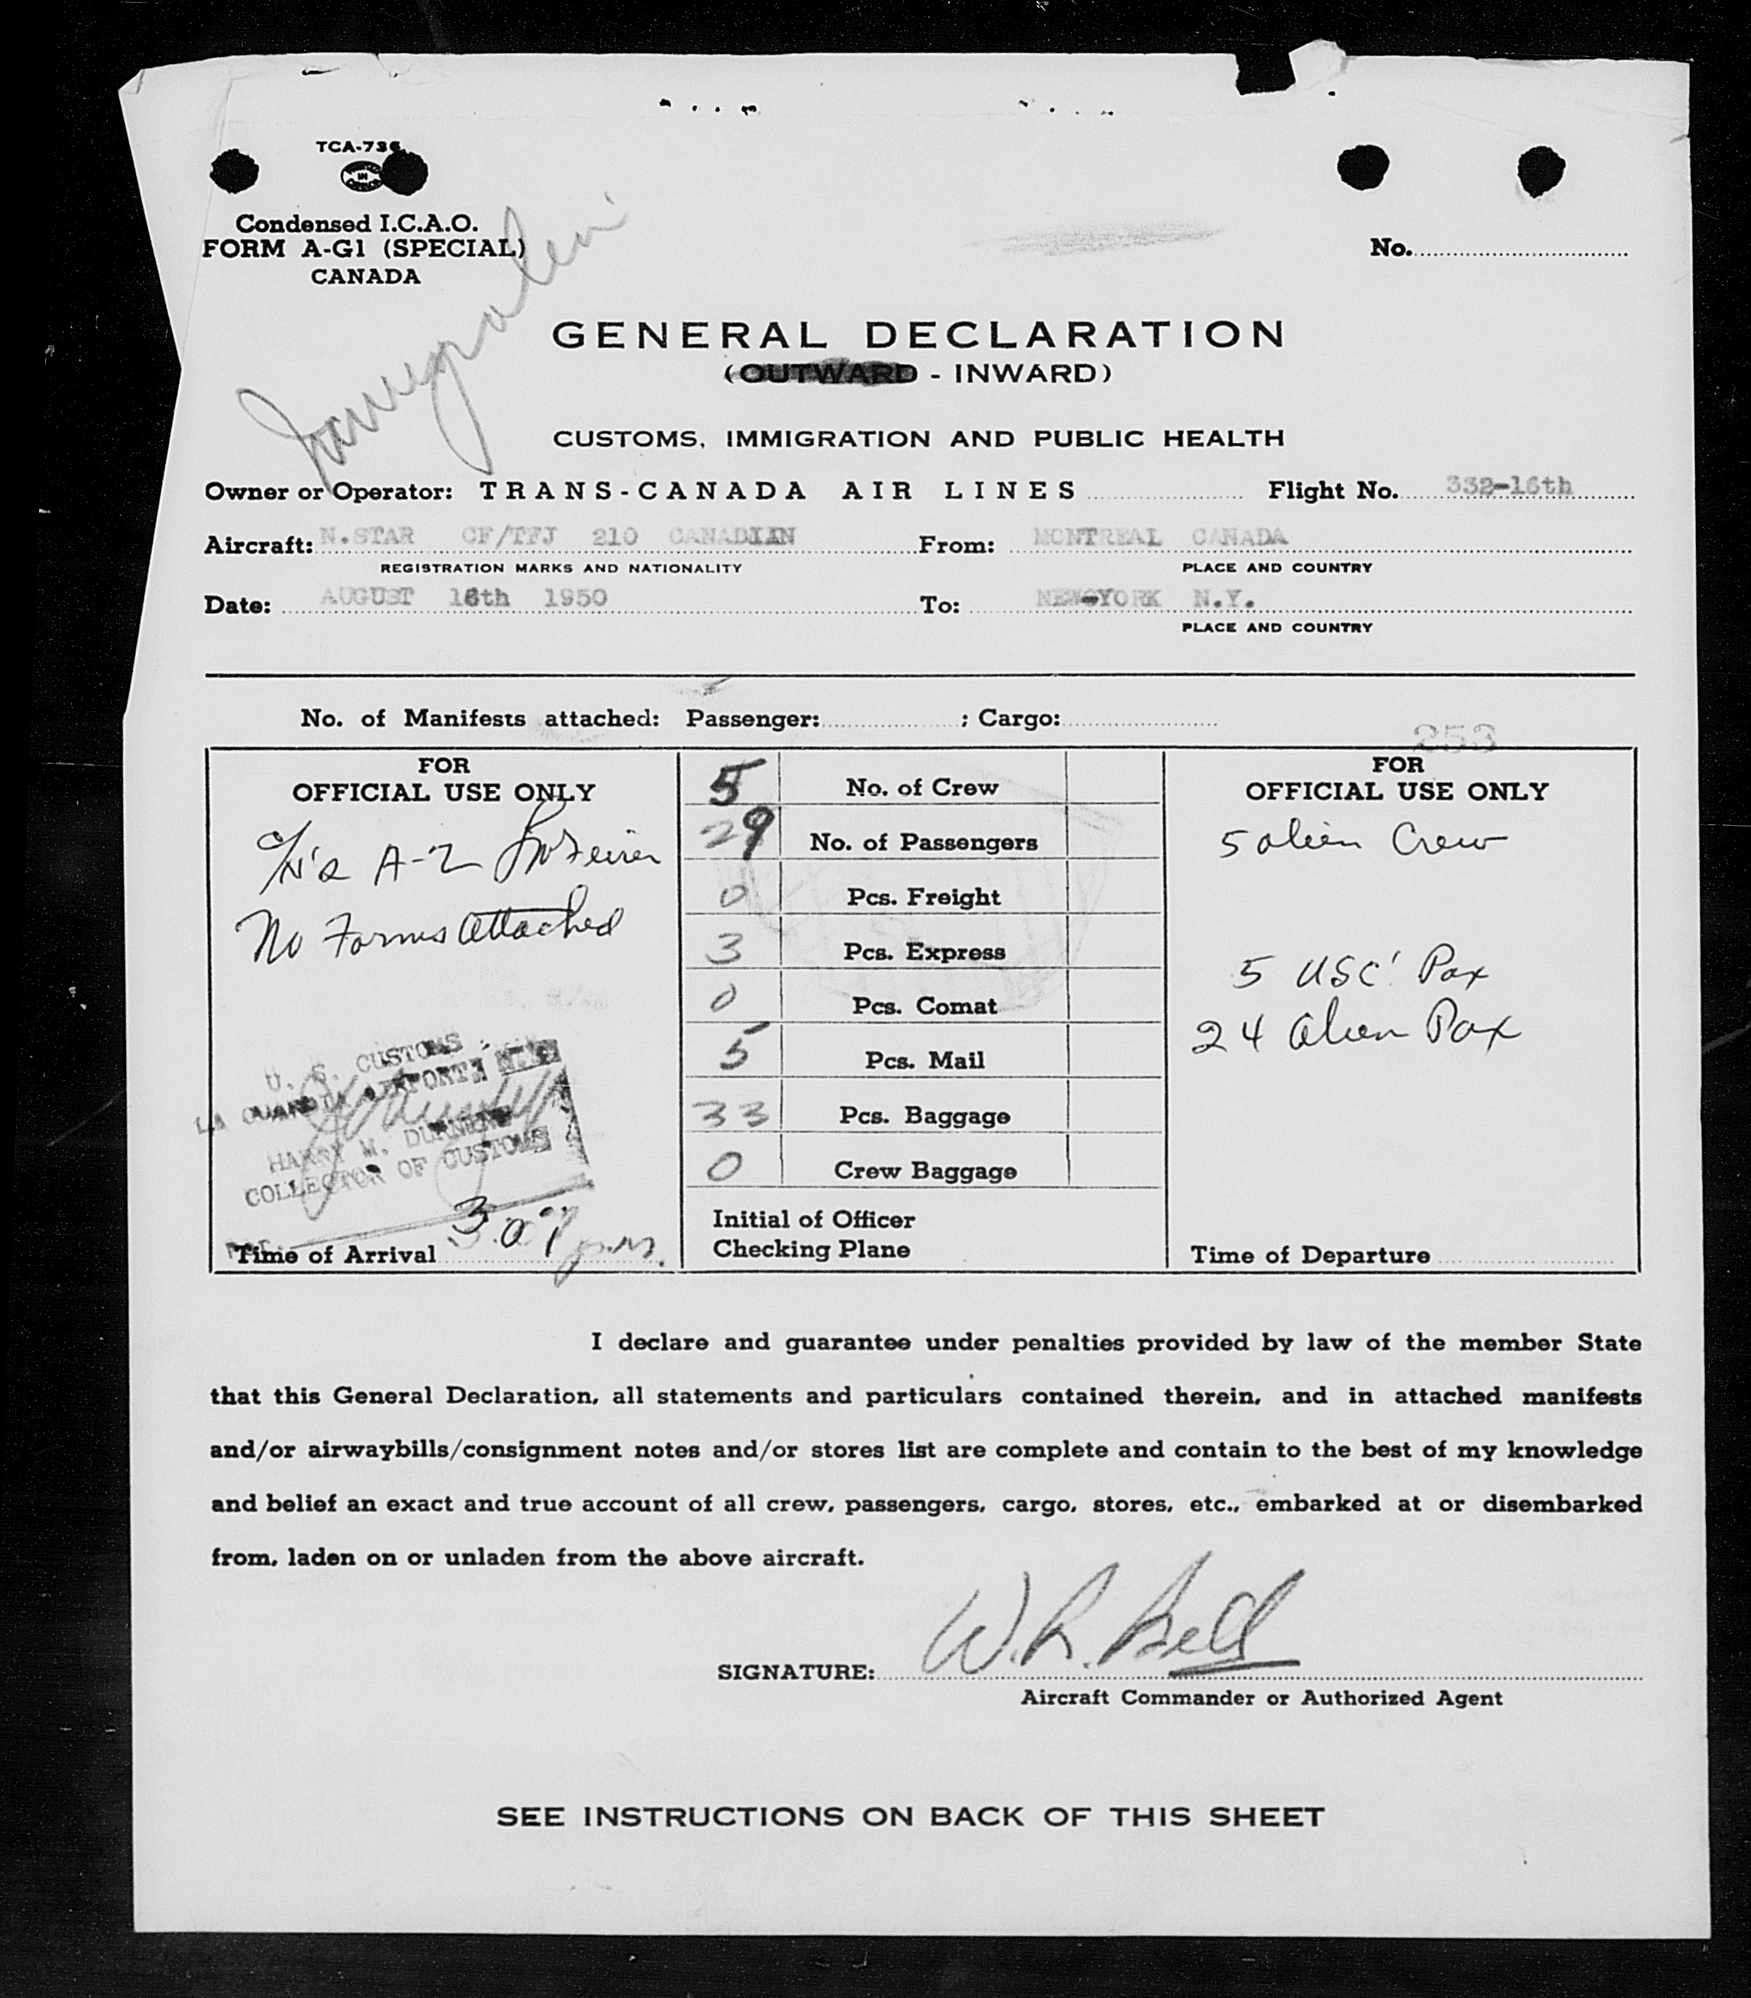 TCA-736
Condensed I.C.A.O.
FORM A-G1 (SPECIAL)
CANADA
No.
GENERAL DECLARATION
(OUTWARD - INWARD)
CUSTOMS, IMMIGRATION AND PUBLIC HEALTH
Owner or Operator: TRANS-CANADA AIR LINES Flight No. 332-16th
Aircraft: N.STAR CF/TFJ 210 CANADIAN From: MONTREAL CANADA
REGISTRATION MARKS AND NATIONALITY PLACE AND COUNTRY
Date: AUGUST 16th 1950 To: NEW-YORK N.Y.
PLACE AND COUNTRY
No. of Manifests attached: Passenger: ; Cargo:
253
FOR
OFFICIAL USE ONLY
A-2
No Forms Attached
U. S. CUSTOMS
LA GUARDIA AIRPORT
HARRY M. DURNING
COLLECTOR OF CUSTOMS
Time of Arrival 3:07 p.m.
5 No. of Crew
29 No. of Passengers
0 Pcs. Freight
3 Pcs. Express
0 Pcs. Comat
5 Pcs. Mail
33 Pcs. Baggage
0 Crew Baggage
Initial of Officer
Checking Plane
FOR
OFFICIAL USE ONLY
5 alien Crew
5 USC' Pax
24 alien Pax
Time of Departure
I declare and guarantee under penalties provided by law of the member State
that this General Declaration, all statements and particulars contained therein, and in attached manifests
and/or airwaybills/consignment notes and/or stores list are complete and contain to the best of my knowledge
and belief an exact and true account of all crew, passengers, cargo, stores, etc., embarked at or disembarked
from, laden on or unladen from the above aircraft.
SIGNATURE: W.R. Bell
Aircraft Commander or Authorized Agent
SEE INSTRUCTIONS ON BACK OF THIS SHEET